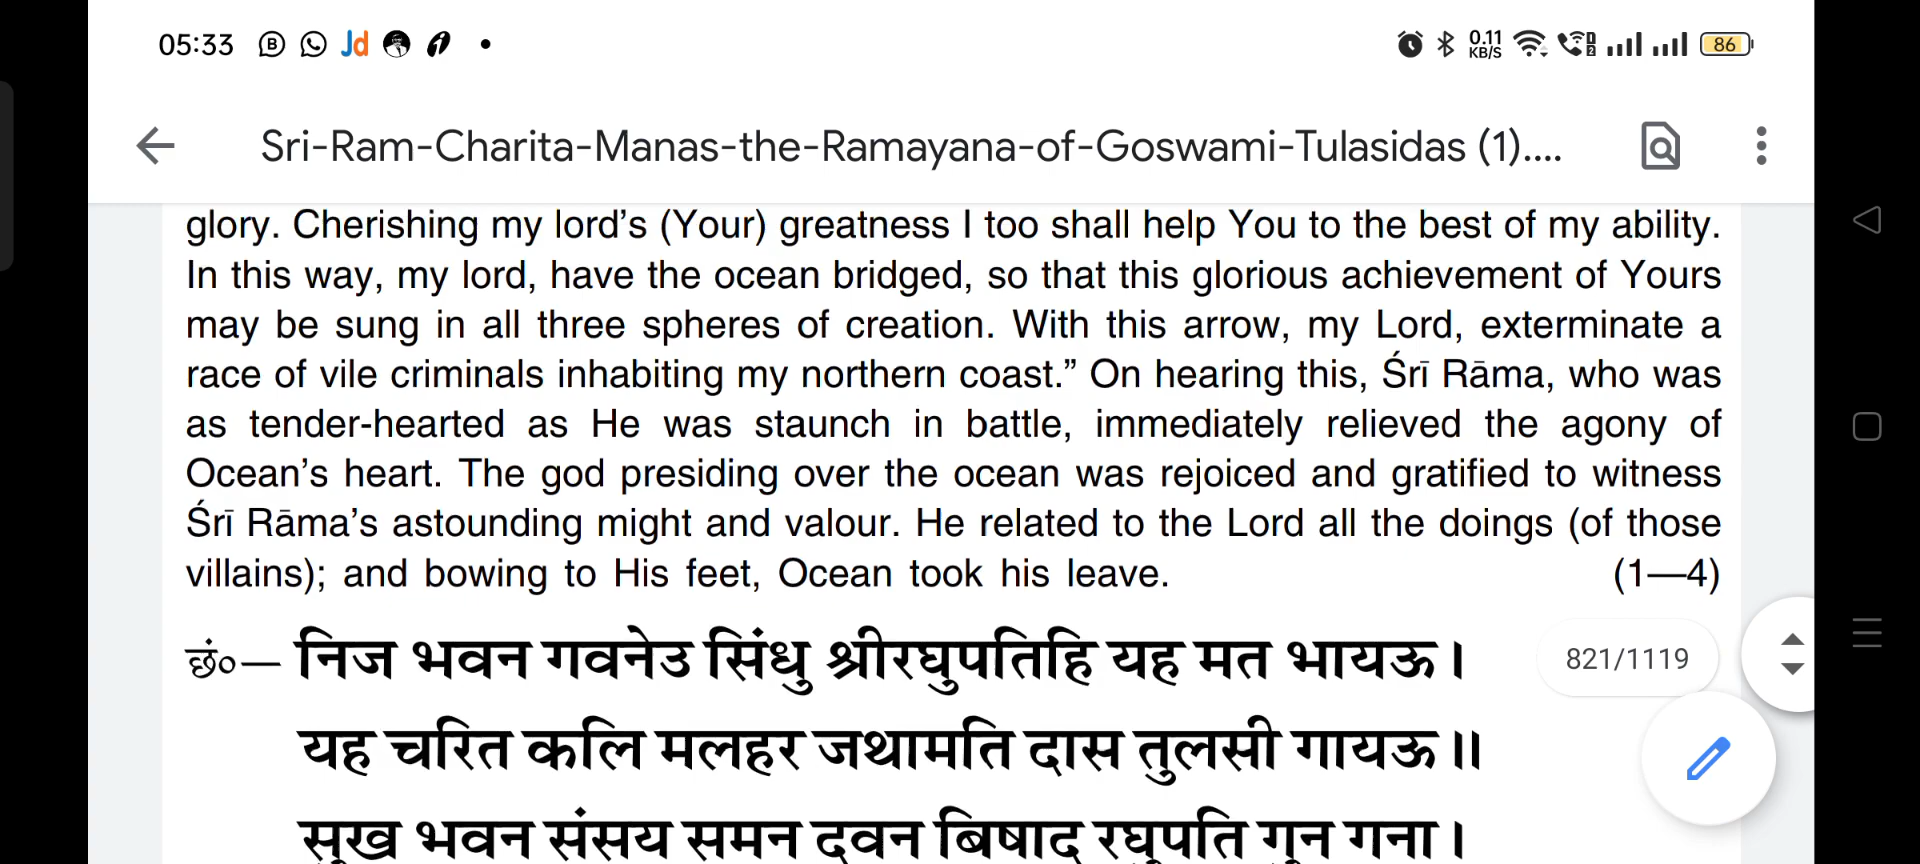 05:33
0.11
KB/S
86
Sri-Ram-Charita-Manas-the-Ramayana-of-Goswami-Tulasidas (1)....
glory. Cherishing my lord’s (Your) greatness I too shall help You to the best of my ability.
In this way, my lord, have the ocean bridged, so that this glorious achievement of Yours
may be sung in all three spheres of creation. With this arrow, my Lord, exterminate a
race of vile criminals inhabiting my northern coast.” On hearing this, Śrī Rāma, who was
as tender-hearted as He was staunch in battle, immediately relieved the agony of
Ocean’s heart. The god presiding over the ocean was rejoiced and gratified to witness
Śrī Rāma’s astounding might and valour. He related to the Lord all the doings (of those
villains); and bowing to His feet, Ocean took his leave. (1—4)
छं०— निज भवन गवनेउ सिंधु श्रीरघुपतिहि यह मत भायऊ।
821/1119
यह चरित कलि मलहर जथामति दास तुलसी गायऊ॥
सुख भवन संसय समन दवन बिषाद रघुपति गुन गना।